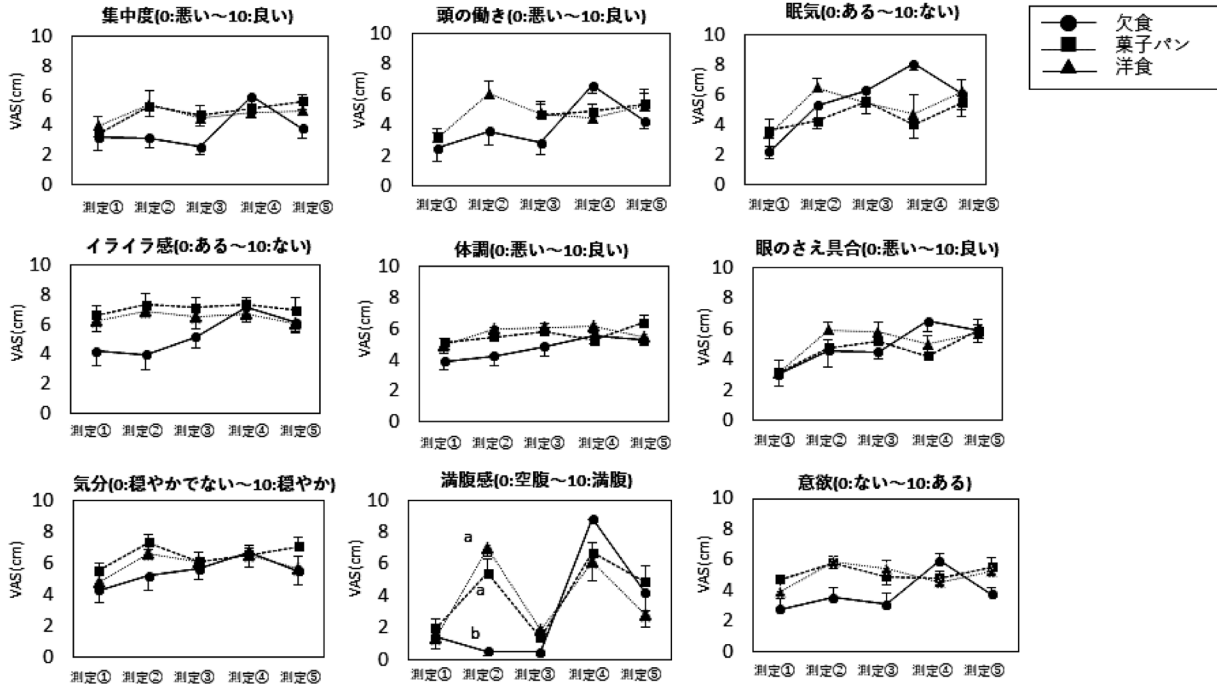 集中度(0:悪い～10:良い)
VAS(cm)
10
8
6
4
2
0
測定① 測定② 測定③ 測定④ 測定⑤
頭の働き(0:悪い～10:良い)
VAS(cm)
10
8
6
4
2
0
測定① 測定② 測定③ 測定④ 測定⑤
眠気(0:ある～10:ない)
VAS(cm)
10
8
6
4
2
0
測定① 測定② 測定③ 測定④ 測定⑤
欠食
菓子パン
洋食
イライラ感(0:ある～10:ない)
VAS(cm)
10
8
6
4
2
0
測定① 測定② 測定③ 測定④ 測定⑤
体調(0:悪い～10:良い)
VAS(cm)
10
8
6
4
2
0
測定① 測定② 測定③ 測定④ 測定⑤
眼のさえ具合(0:悪い～10:良い)
VAS(cm)
10
8
6
4
2
0
測定① 測定② 測定③ 測定④ 測定⑤
気分(0:穏やかでない～10:穏やか)
VAS(cm)
10
8
6
4
2
0
測定① 測定② 測定③ 測定④ 測定⑤
満腹感(0:空腹～10:満腹)
VAS(cm)
10
8
6
4
2
0
a
a
b
測定① 測定② 測定③ 測定④ 測定⑤
意欲(0:ない～10:ある)
VAS(cm)
10
8
6
4
2
0
測定① 測定② 測定③ 測定④ 測定⑤